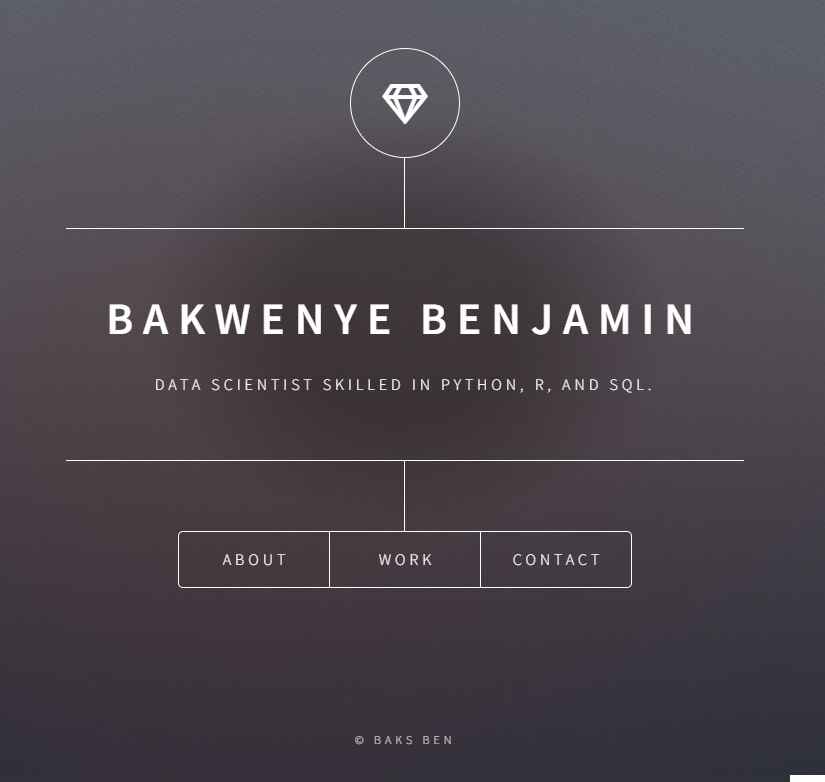 BAKWENYE BENJAMIN
DATA SCIENTIST SKILLED IN PYTHON, R, AND SQL.
ABOUT WORK CONTACT
© BAKS BEN